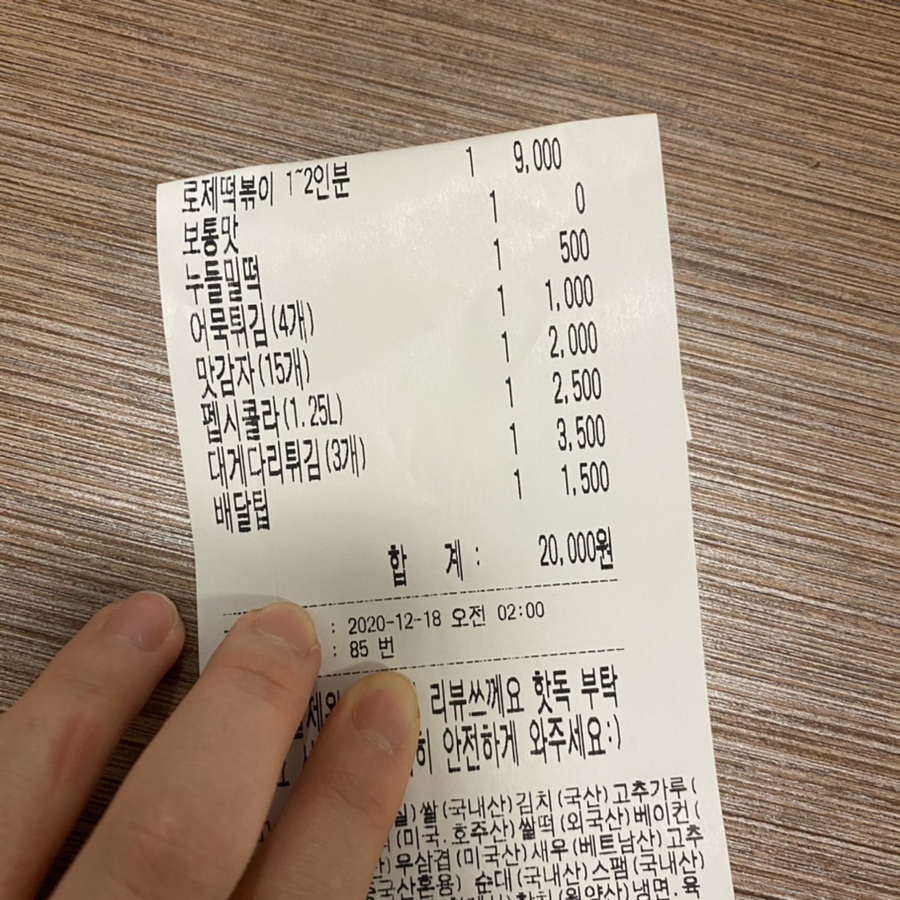 로제떡볶이 1~2인분 1 9,000
보통맛 1 0
누들밀떡 1 500
어묵튀김(4개) 1 1,000
맛감자(15개) 1 2,000
펩시콜라(1.25L) 1 2,500
대게다리튀김(3개) 1 3,500
배달팁 1 1,500
합 계: 20,000원
: 2020-12-18 오전 02:00
: 85 번
리뷰쓰께요 핫독 부탁
안전하게 와주세요:)
쌀(국내산)김치(국산)고추가루(
(미국.호주산)쌀떡(외국산)베이컨(
우삼겹(미국산)새우(베트남산)고추
순대(국내산)스팸(국내산)
냉면.육